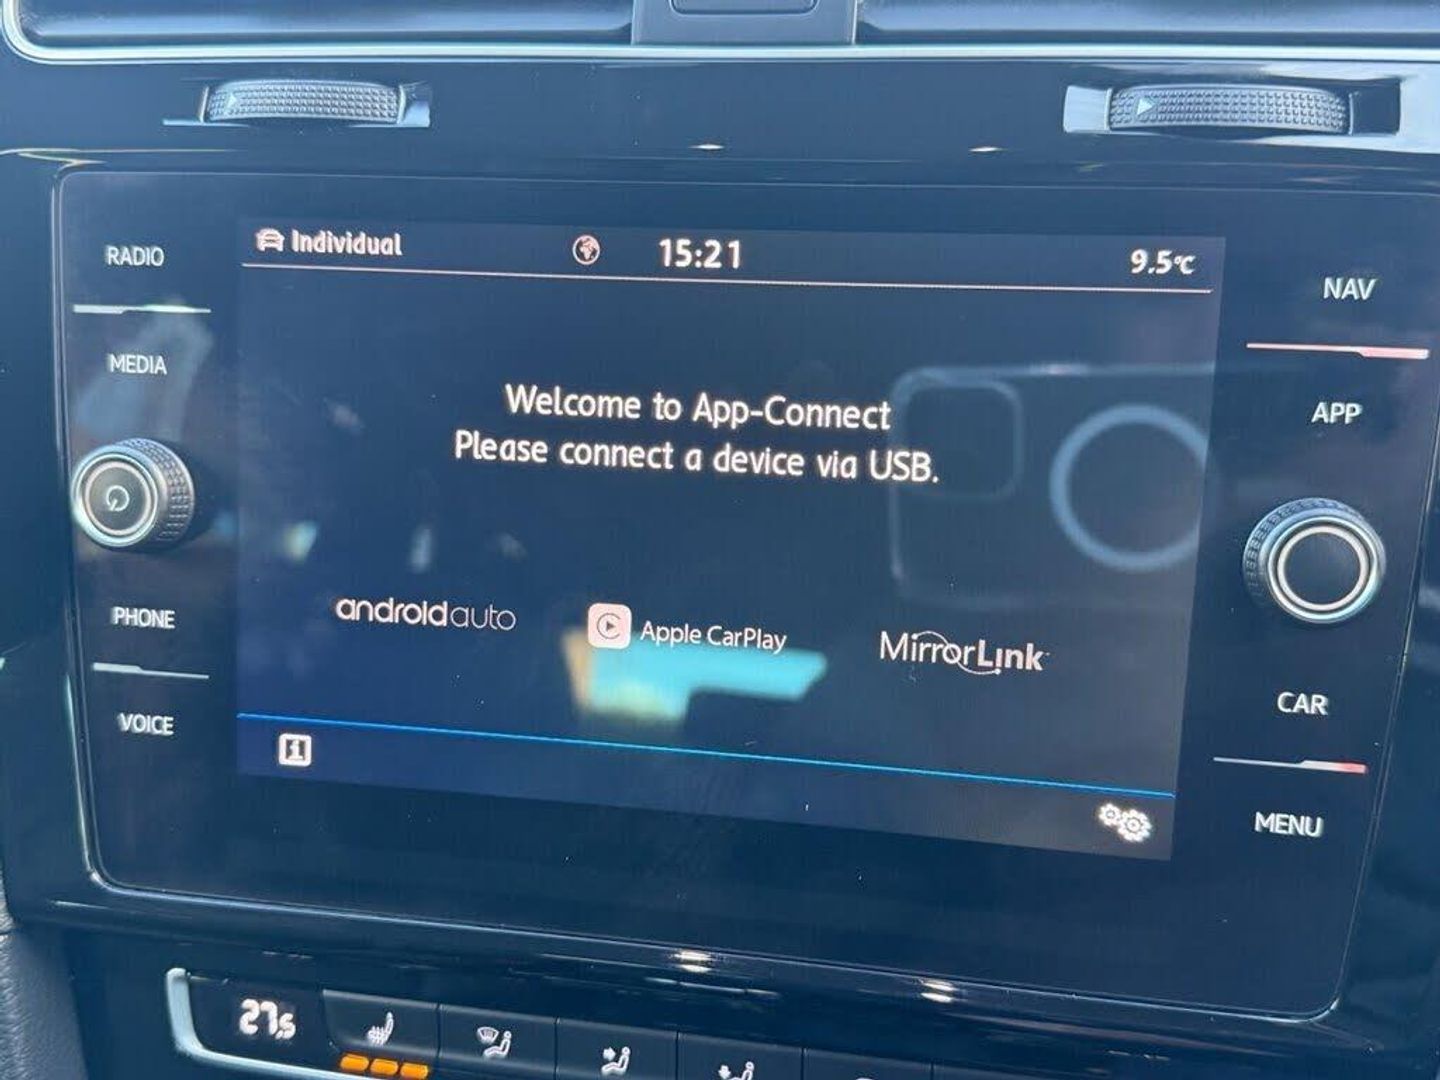 Individual 15:21 9.5°C
RADIO
MEDIA
PHONE
VOICE
Welcome to App-Connect
Please connect a device via USB.
androidauto Apple CarPlay MirrorLink
NAV
APP
CAR
MENU
27.5